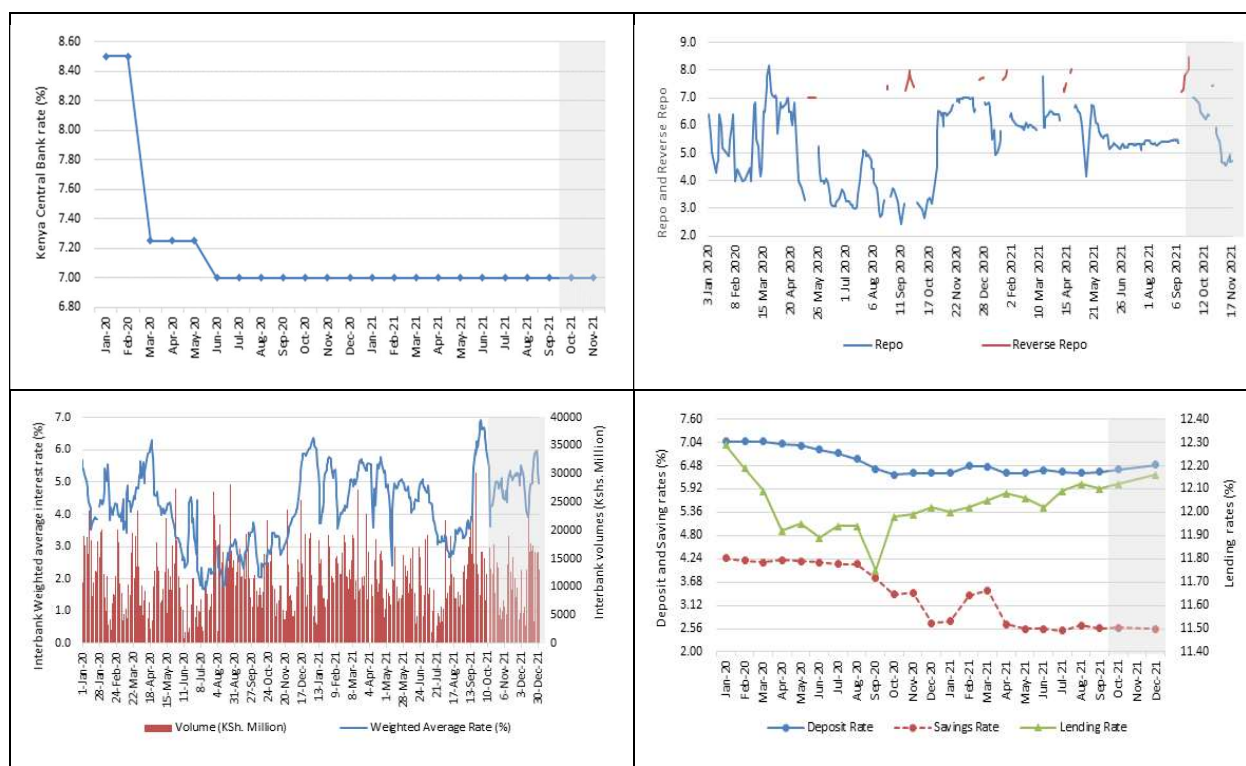 Kenya Central Bank rate (%)
8.60
8.40
8.20
8.00
7.80
7.60
7.40
7.20
7.00
6.80
Jan-20
Feb-20
Mar-20
Apr-20
May-20
Jun-20
Jul-20
Aug-20
Sep-20
Oct-20
Nov-20
Dec-20
Jan-21
Feb-21
Mar-21
Apr-21
May-21
Jun-21
Jul-21
Aug-21
Sep-21
Oct-21
Nov-21
Repo and Reverse Repo
9.0
8.0
7.0
6.0
5.0
4.0
3.0
2.0
3 Jan 2020
8 Feb 2020
15 Mar 2020
20 Apr 2020
26 May 2020
1 Jul 2020
6 Aug 2020
11 Sep 2020
17 Oct 2020
22 Nov 2020
28 Dec 2020
2 Feb 2021
10 Mar 2021
15 Apr 2021
21 May 2021
26 Jun 2021
1 Aug 2021
6 Sep 2021
12 Oct 2021
17 Nov 2021
Repo
Reverse Repo
Interbank Weighted average interest rate (%)
7.0
6.0
5.0
4.0
3.0
2.0
1.0
0.0
40000
35000
30000
25000
20000
15000
10000
5000
0
Interbank volumes (Kshs.Million)
1-Jan-20
28-Jan-20
24-Feb-20
22-Mar-20
18-Apr-20
15-May-20
11-Jun-20
8-Jul-20
4-Aug-20
31-Aug-20
27-Sep-20
24-Oct-20
20-Nov-20
17-Dec-20
13-Jan-21
9-Feb-21
8-Mar-21
4-Apr-21
1-May-21
28-May-21
24-Jun-21
21-Jul-21
17-Aug-21
13-Sep-21
10-Oct-21
6-Nov-21
3-Dec-21
30-Dec-21
Volume (KSh. Million)
Weighted Average Rate (%)
Deposit and Saving rates (%)
7.60
7.04
6.48
5.92
5.36
4.80
4.24
3.68
3.12
2.56
2.00
12.40
12.30
12.20
12.10
12.00
11.90
11.80
11.70
11.60
11.50
11.40
Lending rates (%)
Jan-20
Feb-20
Mar-20
Apr-20
May-20
Jun-20
Jul-20
Aug-20
Sep-20
Oct-20
Nov-20
Dec-20
Jan-21
Feb-21
Mar-21
Apr-21
May-21
Jun-21
Jul-21
Aug-21
Sep-21
Oct-21
Nov-21
Dec-21
Deposit Rate
Savings Rate
Lending Rate